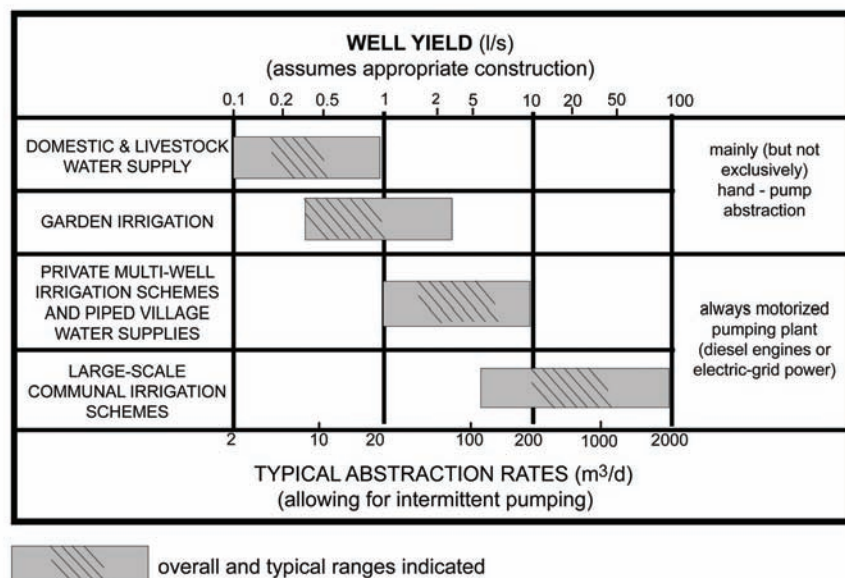 WELL YIELD (l/s)
(assumes appropriate construction)
0.1 0.2 0.5 1 2 5 10 20 50 100
DOMESTIC & LIVESTOCK
WATER SUPPLY
mainly (but not
exclusively)
hand - pump
abstraction
GARDEN IRRIGATION
PRIVATE MULTI-WELL
IRRIGATION SCHEMES
AND PIPED VILLAGE
WATER SUPPLIES
always motorized
pumping plant
(diesel engines or
electric-grid power)
LARGE-SCALE
COMMUNAL IRRIGATION
SCHEMES
2 10 20 100 200 1000 2000
TYPICAL ABSTRACTION RATES (m³/d)
(allowing for intermittent pumping)
overall and typical ranges indicated